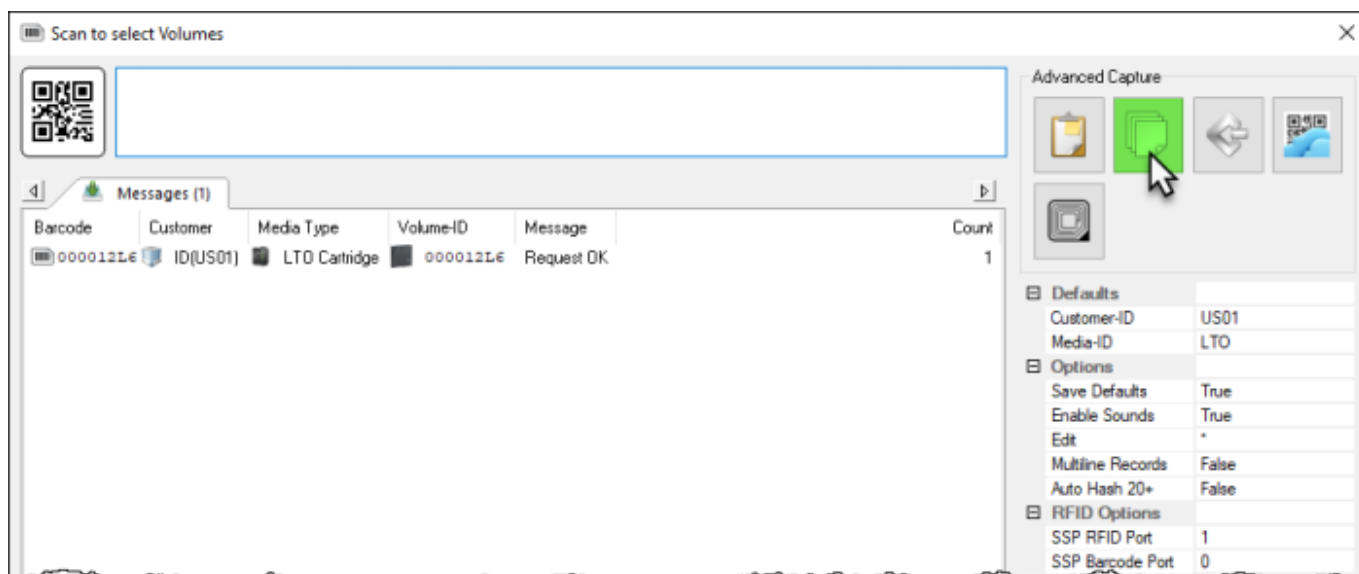 Scan to select Volumes
Advanced Capture
Messages (1)
Barcode Customer Media Type Volume-ID Message Count
000012L6 ID(US01) LTO Cartridge 000012L6 Request OK 1
Defaults
Customer-ID US01
Media-ID LTO
Options
Save Defaults True
Enable Sounds True
Edit *
Multiline Records False
Auto Hash 20+ False
RFID Options
SSP RFID Port 1
SSP Barcode Port 0